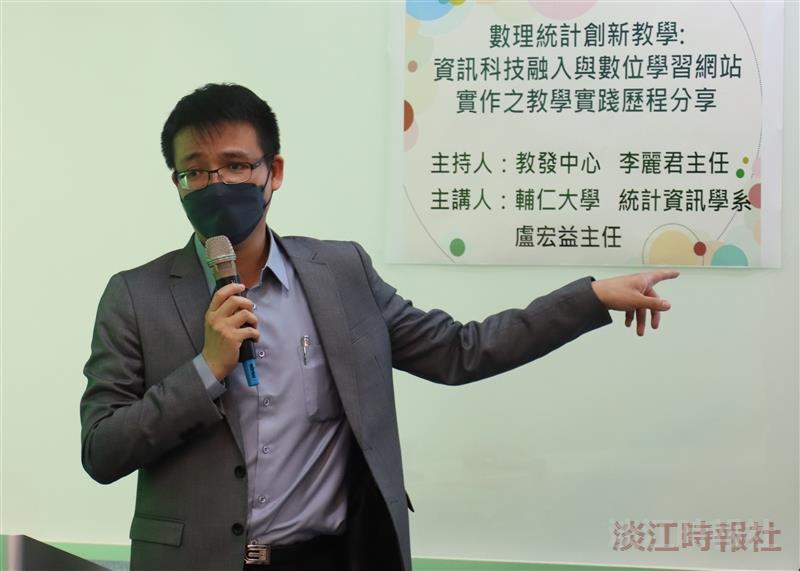 數理統計創新教學:
資訊科技融入與數位學習網站
實作之教學實踐歷程分享
主持人：教發中心 李麗君主任
主講人：輔仁大學 統計資訊學系
盧宏益主任
淡江時報社